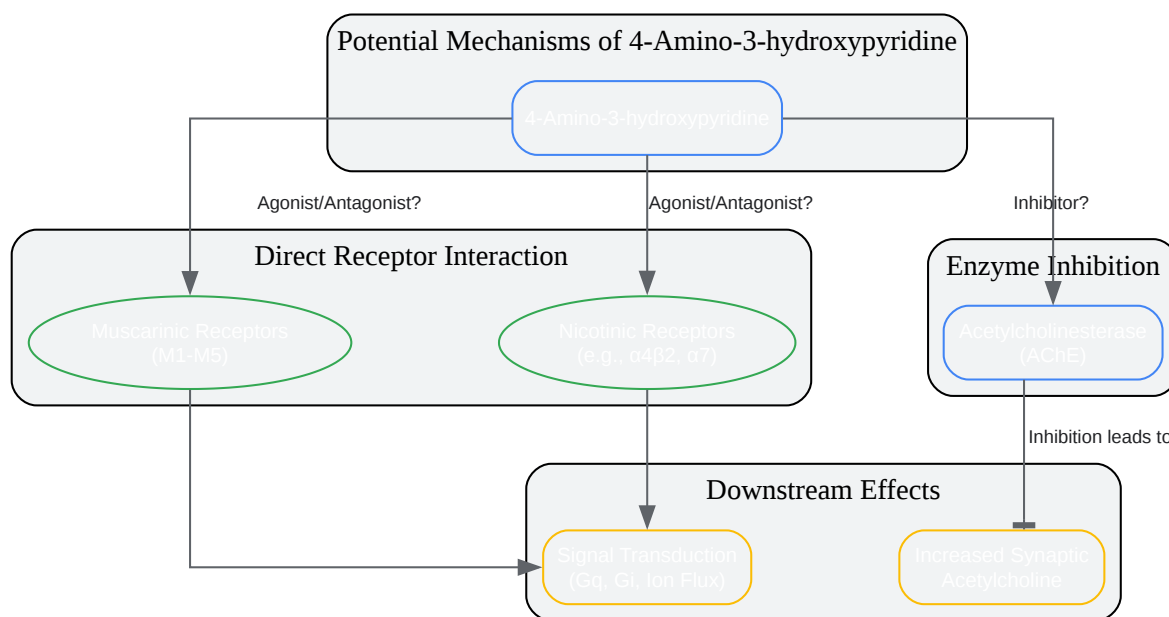 Potential Mechanisms of 4-Amino-3-hydroxypyridine
4-Amino-3-hydroxypyridine
Agonist/Antagonist?
Agonist/Antagonist?
Inhibitor?
Direct Receptor Interaction
Enzyme Inhibition
Muscarinic Receptors
(M1-M5)
Nicotinic Receptors
(e.g., α4β2, α7)
Acetylcholinesterase
(AChE)
Inhibition leads to
Downstream Effects
Signal Transduction
(Gq, Gi, Ion Flux)
Increased Synaptic
Acetylcholine